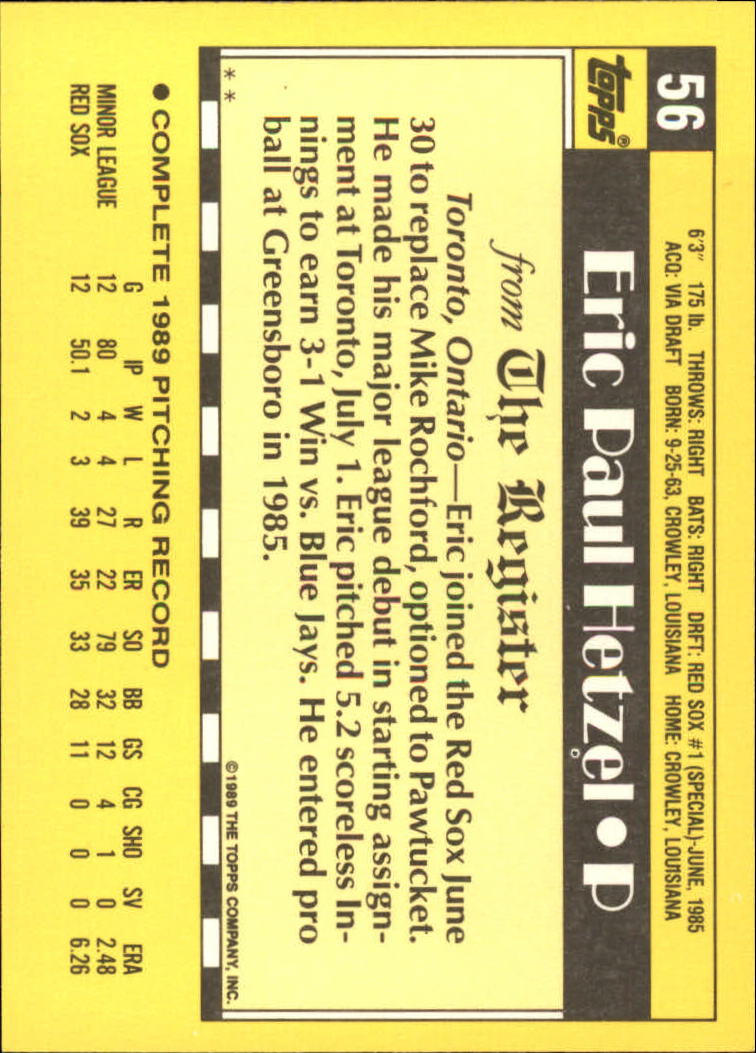 56
6'3" 175 lb. THROWS: RIGHT BATS: RIGHT DRFT: RED SOX #1 (SPECIAL)-JUNE, 1985
ACQ: VIA DRAFT BORN: 9-25-63, CROWLEY, LOUISIANA HOME: CROWLEY, LOUISIANA
topps®
Eric Paul Hetzel • P
from The Register
Toronto, Ontario—Eric joined the Red Sox June
30 to replace Mike Rochford, optioned to Pawtucket.
He made his major league debut in starting assign-
ment at Toronto, July 1. Eric pitched 5.2 scoreless In-
nings to earn 3-1 Win vs. Blue Jays. He entered pro
ball at Greensboro in 1985.
* *
©1989 THE TOPPS COMPANY, INC.
• COMPLETE 1989 PITCHING RECORD
G IP W L R ER SO BB GS CG SHO SV ERA
MINOR LEAGUE 12 80 4 4 27 22 79 32 12 4 1 0 2.48
RED SOX 12 50.1 2 3 39 35 33 28 11 0 0 0 6.26